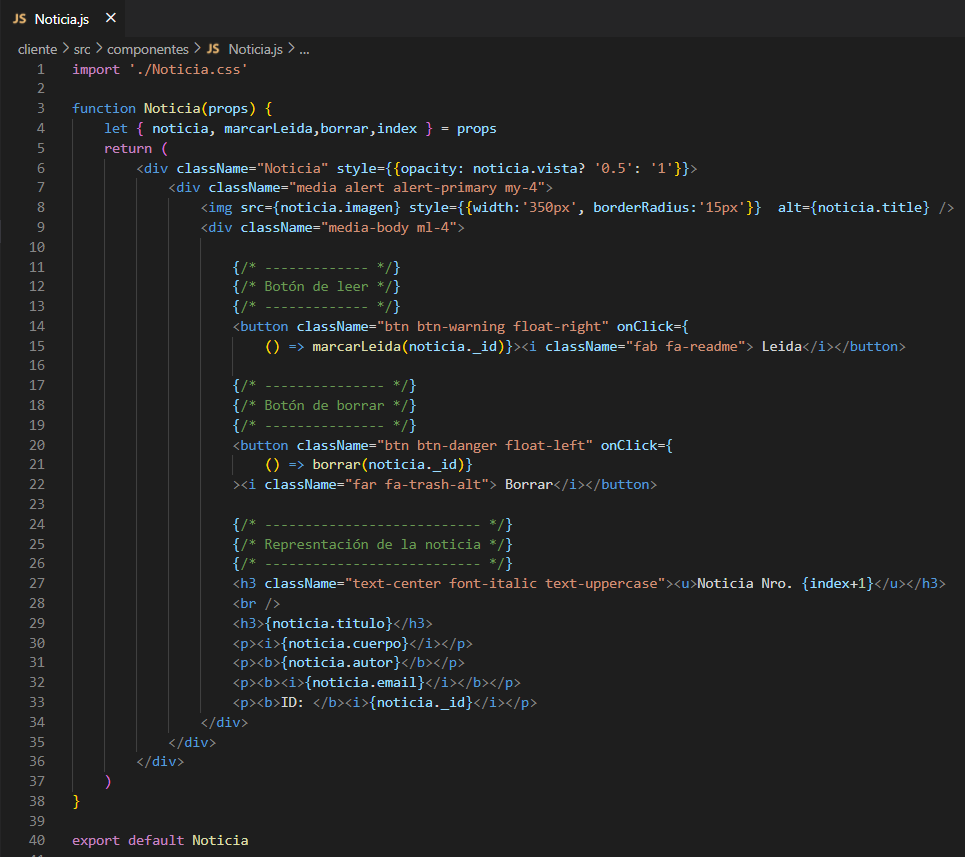 JS Noticia.js ×
cliente > src > componentes > JS Noticia.js > ...
1 import './Noticia.css'
2
3 function Noticia(props) {
4     let { noticia, marcarLeida,borrar,index } = props
5     return (
6         <div className="Noticia" style={{opacity: noticia.vista? '0.5': '1'}}>
7             <div className="media alert alert-primary my-4">
8                 <img src={noticia.imagen} style={{width:'350px', borderRadius:'15px'}}  alt={noticia.title} />
9                 <div className="media-body ml-4">
10
11                     {/* ------------- */}
12                     {/* Botón de leer */}
13                     {/* ------------- */}
14                     <button className="btn btn-warning float-right" onClick={
15                         () => marcarLeida(noticia._id)}><i className="fab fa-readme"> Leida</i></button>
16
17                     {/* --------------- */}
18                     {/* Botón de borrar */}
19                     {/* --------------- */}
20                     <button className="btn btn-danger float-left" onClick={
21                         () => borrar(noticia._id)}
22                     ><i className="far fa-trash-alt"> Borrar</i></button>
23
24                     {/* --------------------------- */}
25                     {/* Represntación de la noticia */}
26                     {/* --------------------------- */}
27                     <h3 className="text-center font-italic text-uppercase"><u>Noticia Nro. {index+1}</u></h3>
28                     <br />
29                     <h3>{noticia.titulo}</h3>
30                     <p><i>{noticia.cuerpo}</i></p>
31                     <p><b>{noticia.autor}</b></p>
32                     <p><b><i>{noticia.email}</i></b></p>
33                     <p><b>ID: </b><i>{noticia._id}</i></p>
34                 </div>
35             </div>
36         </div>
37     )
38 }
39
40 export default Noticia